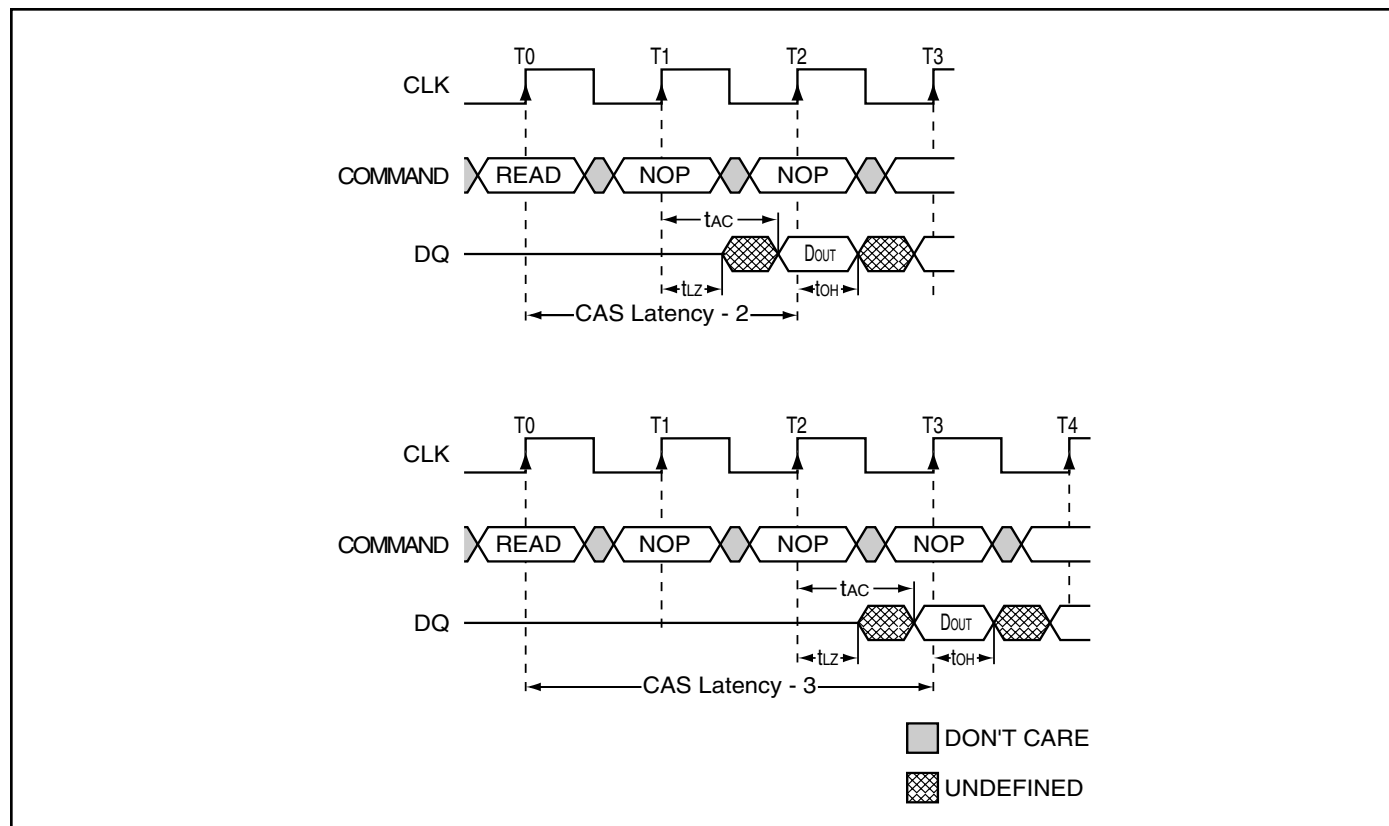 T0 T1 T2 T3
CLK
COMMAND READ NOP NOP
tAC
DQ DOUT
tLZ tOH
CAS Latency - 2
T0 T1 T2 T3 T4
CLK
COMMAND READ NOP NOP NOP
tAC
DQ DOUT
tLZ tOH
CAS Latency - 3
DON'T CARE
UNDEFINED